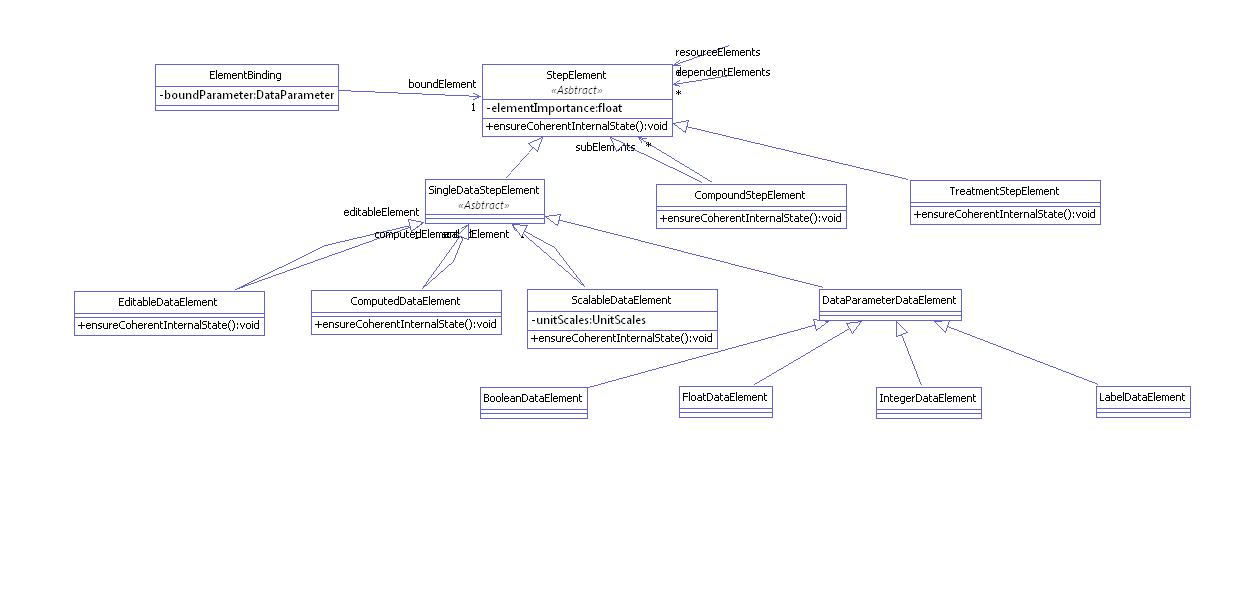 resourceElements
dependentElements
*
ElementBinding
-boundParameter:DataParameter
boundElement
1
StepElement
«Asbtract»
-elementImportance:float
+ensureCoherentInternalState():void
subElements
*
SingleDataStepElement
«Asbtract»
CompoundStepElement
+ensureCoherentInternalState():void
TreatmentStepElement
+ensureCoherentInternalState():void
editableElement
computedElement
EditableDataElement
+ensureCoherentInternalState():void
ComputedDataElement
+ensureCoherentInternalState():void
ScalableDataElement
-unitScales:UnitScales
+ensureCoherentInternalState():void
DataParameterDataElement
BooleanDataElement
FloatDataElement
IntegerDataElement
LabelDataElement